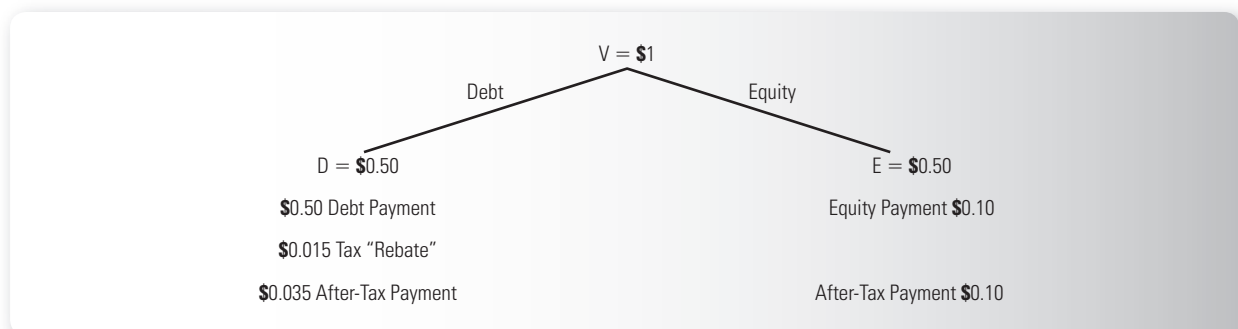 V = $1
Debt Equity
D = $0.50 E = $0.50
$0.50 Debt Payment Equity Payment $0.10
$0.015 Tax “Rebate”
$0.035 After-Tax Payment After-Tax Payment $0.10